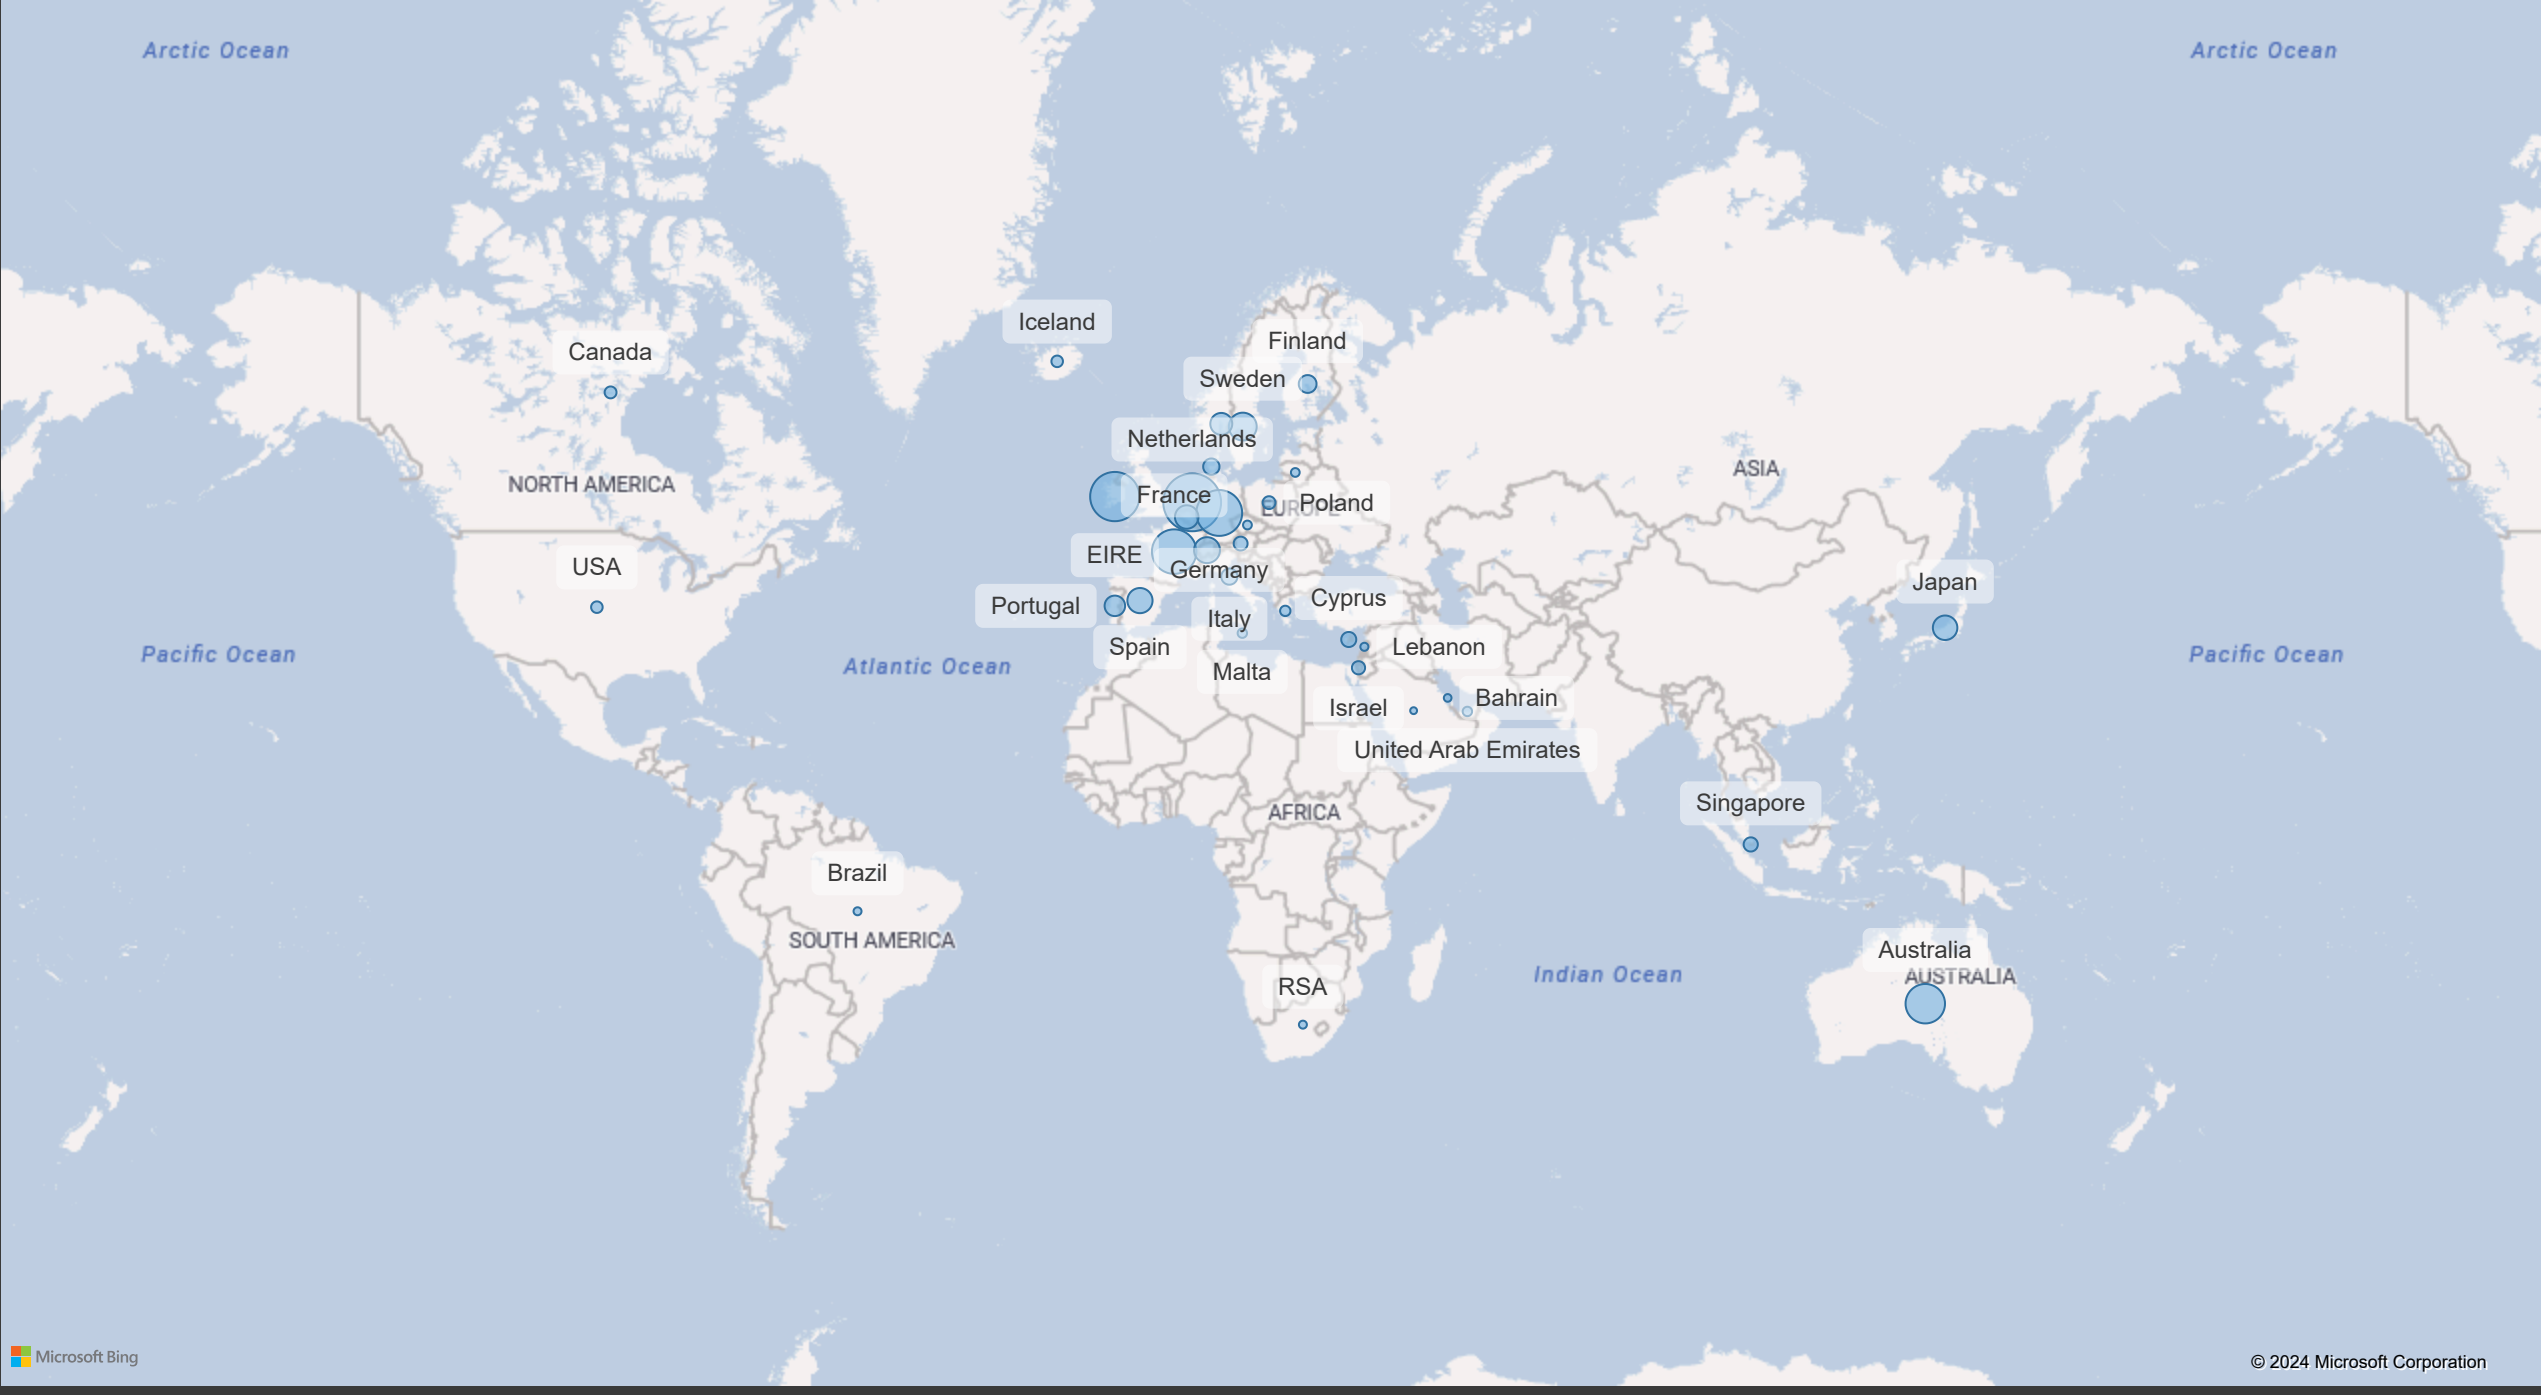 Arctic Ocean
Arctic Ocean
Iceland
Finland
Canada
Sweden
Netherlands
ASIA
NORTH AMERICA
France
Poland
EUROPE
EIRE
USA
Germany
Japan
Cyprus
Portugal
Italy
Spain
Lebanon
Pacific Ocean
Atlantic Ocean
Pacific Ocean
Malta
Bahrain
Israel
United Arab Emirates
Singapore
AFRICA
Brazil
SOUTH AMERICA
Australia
AUSTRALIA
Indian Ocean
RSA
Microsoft Bing
© 2024 Microsoft Corporation